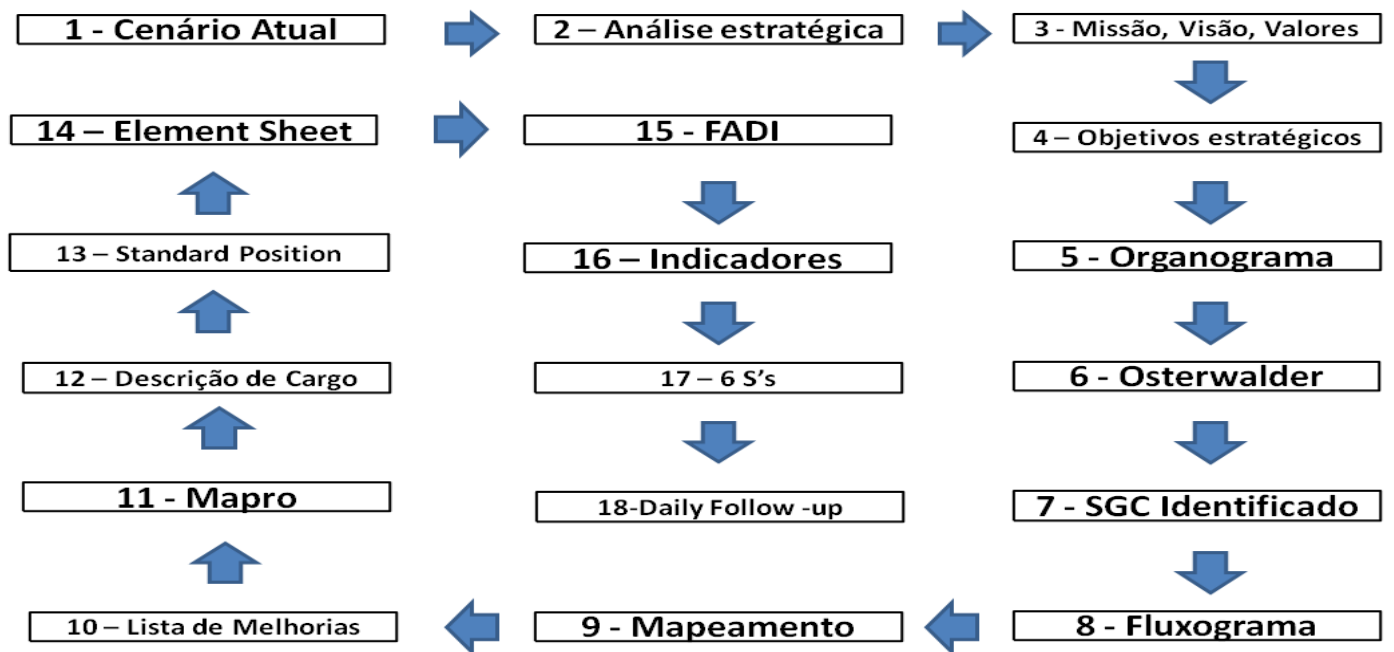 1 - Cenário Atual
2 – Análise estratégica
3 - Missão, Visão, Valores
14 – Element Sheet
15 - FADI
4 – Objetivos estratégicos
13 – Standard Position
16 – Indicadores
5 - Organograma
12 – Descrição de Cargo
17 – 6 S’s
6 - Osterwalder
11 - Mapro
18-Daily Follow -up
7 - SGC Identificado
10 – Lista de Melhorias
9 - Mapeamento
8 - Fluxograma